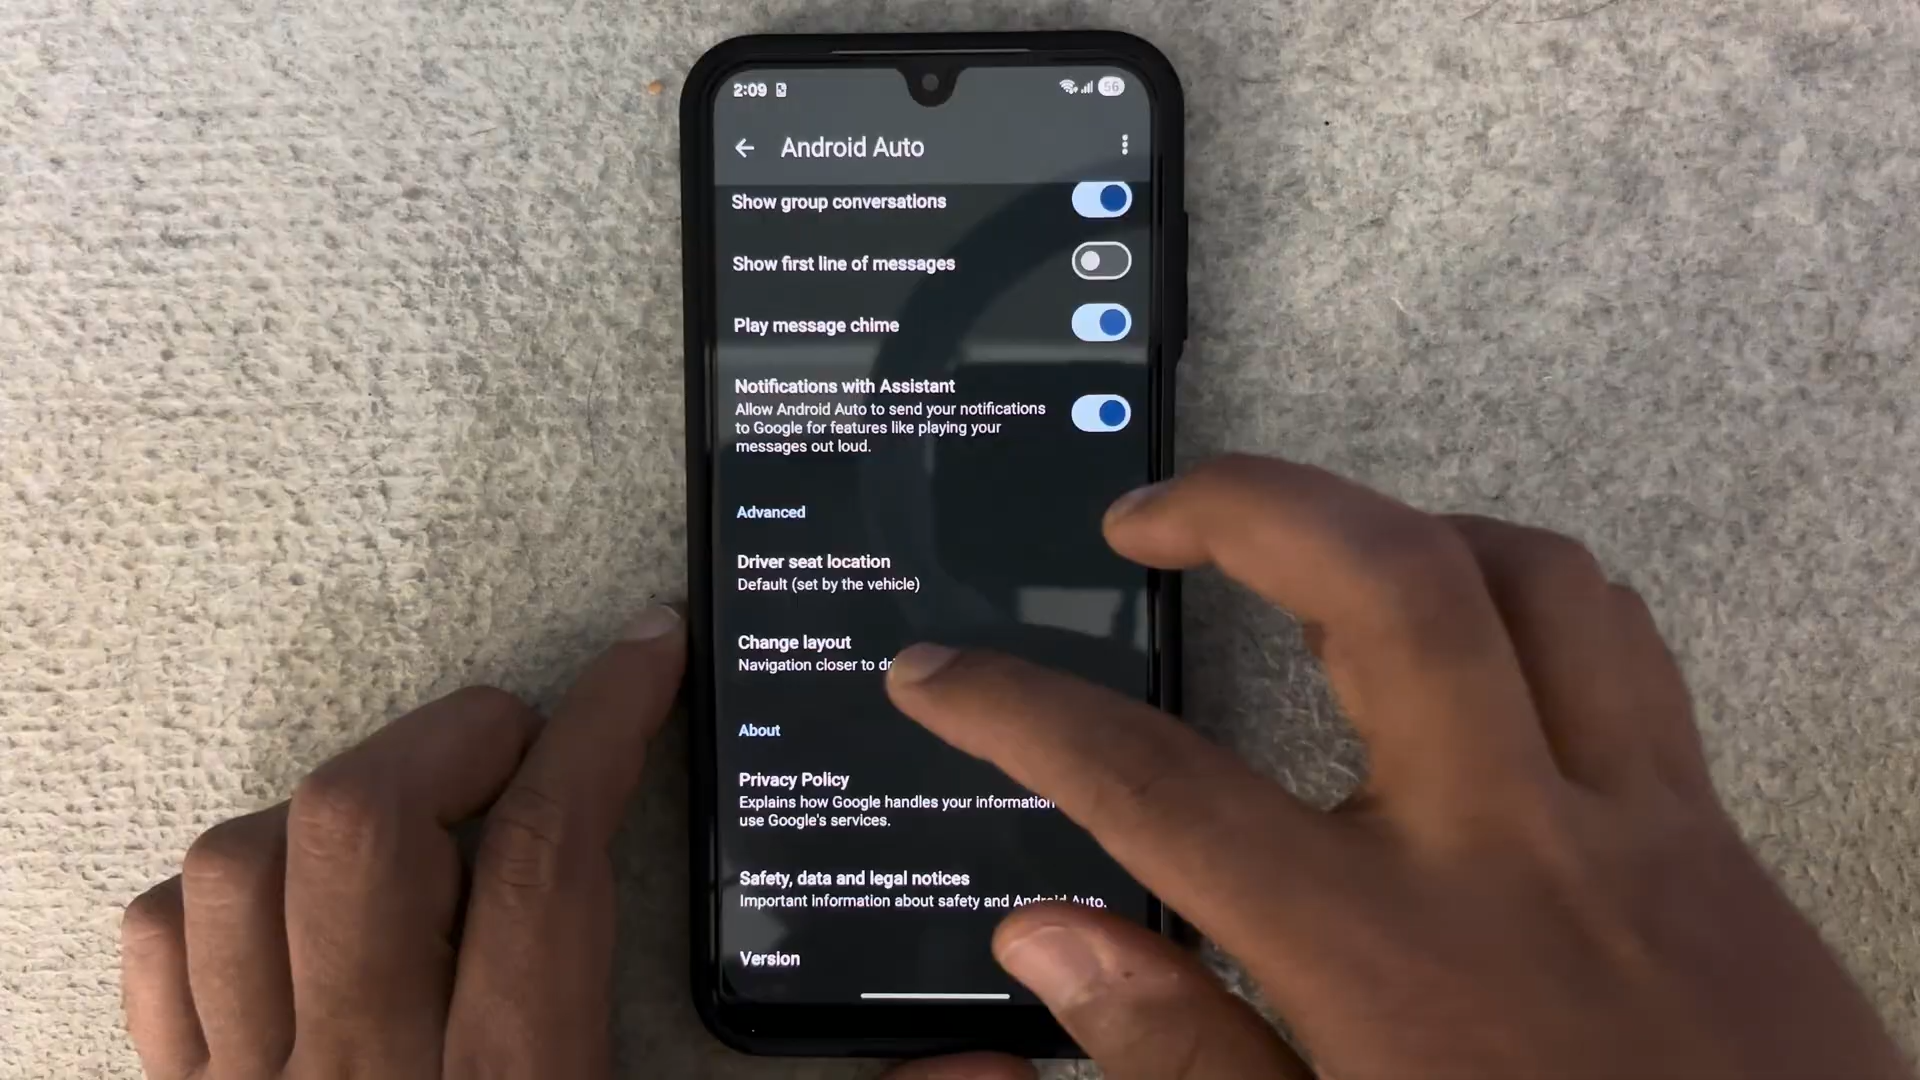 2:09
56
Android Auto
Show group conversations
Show first line of messages
Play message chime
Notifications with Assistant
Allow Android Auto to send your notifications
to Google for features like playing your
messages out loud.
Advanced
Driver seat location
Default (set by the vehicle)
Change layout
Navigation closer to
About
Privacy Policy
Explains how Google handles your information
use Google's services.
Safety, data and legal notices
Important information about safety and Android Auto.
Version